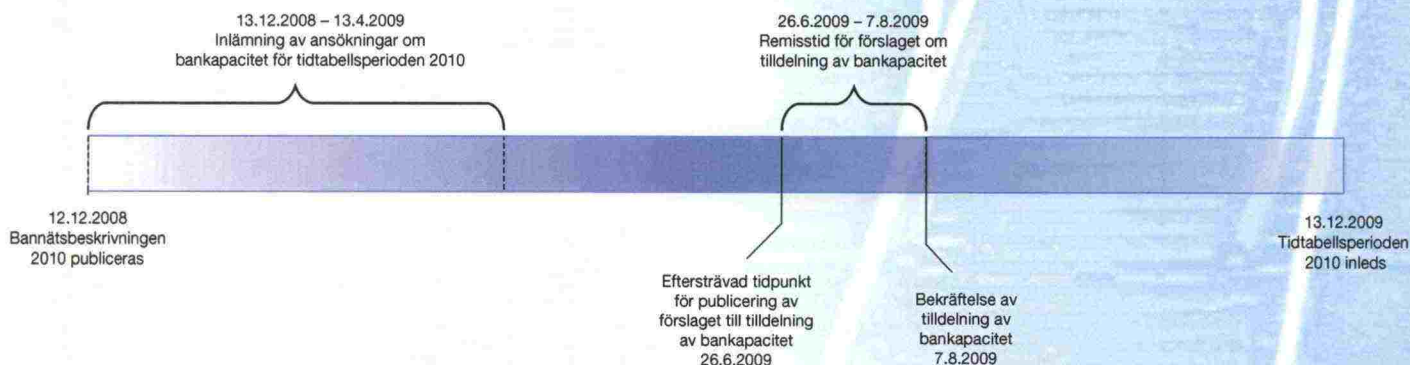 13.12.2008 – 13.4.2009
Inlämning av ansökningar om
bankapacitet för tidtabellsperioden 2010
26.6.2009 – 7.8.2009
Remisstid för förslaget om
tilldelning av bankapacitet
12.12.2008
Bannätsbeskrivningen
2010 publiceras
Eftersträvad tidpunkt
för publicering av
förslaget till tilldelning
av bankapacitet
26.6.2009
Bekräftelse av
tilldelning av
bankapacitet
7.8.2009
13.12.2009
Tidtabellsperioden
2010 inleds